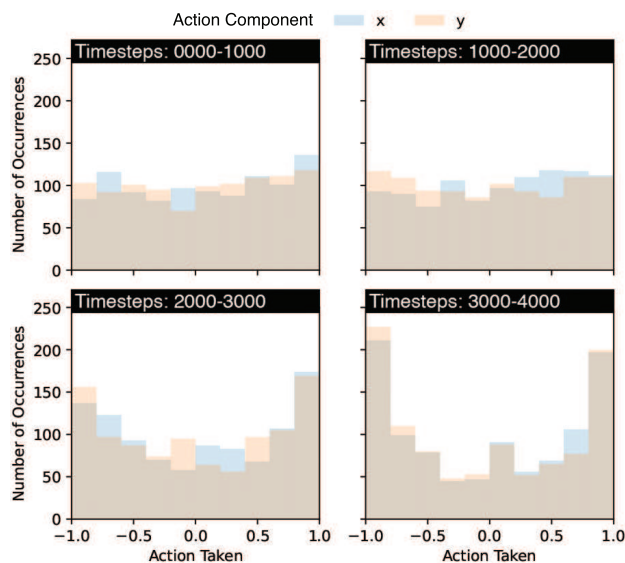 Action Component x y
Timesteps: 0000-1000 Timesteps: 1000-2000
Number of Occurrences
250
200
150
100
50
0
Timesteps: 2000-3000 Timesteps: 3000-4000
Number of Occurrences
250
200
150
100
50
0
−1.0 −0.5 0.0 0.5 1.0 −1.0 −0.5 0.0 0.5 1.0
Action Taken Action Taken